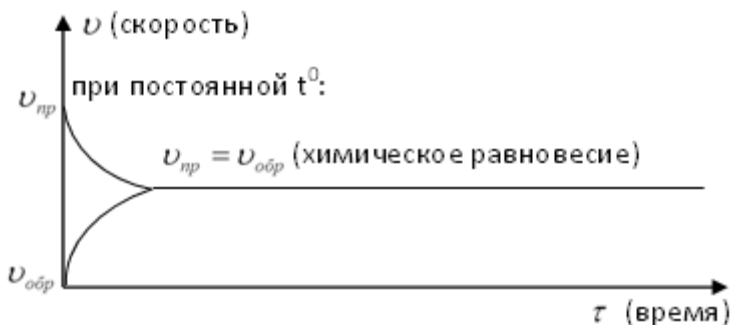 υ (скорость)
при постоянной t⁰:
υпр
υпр = υобр (химическое равновесие)
υобр
τ (время)